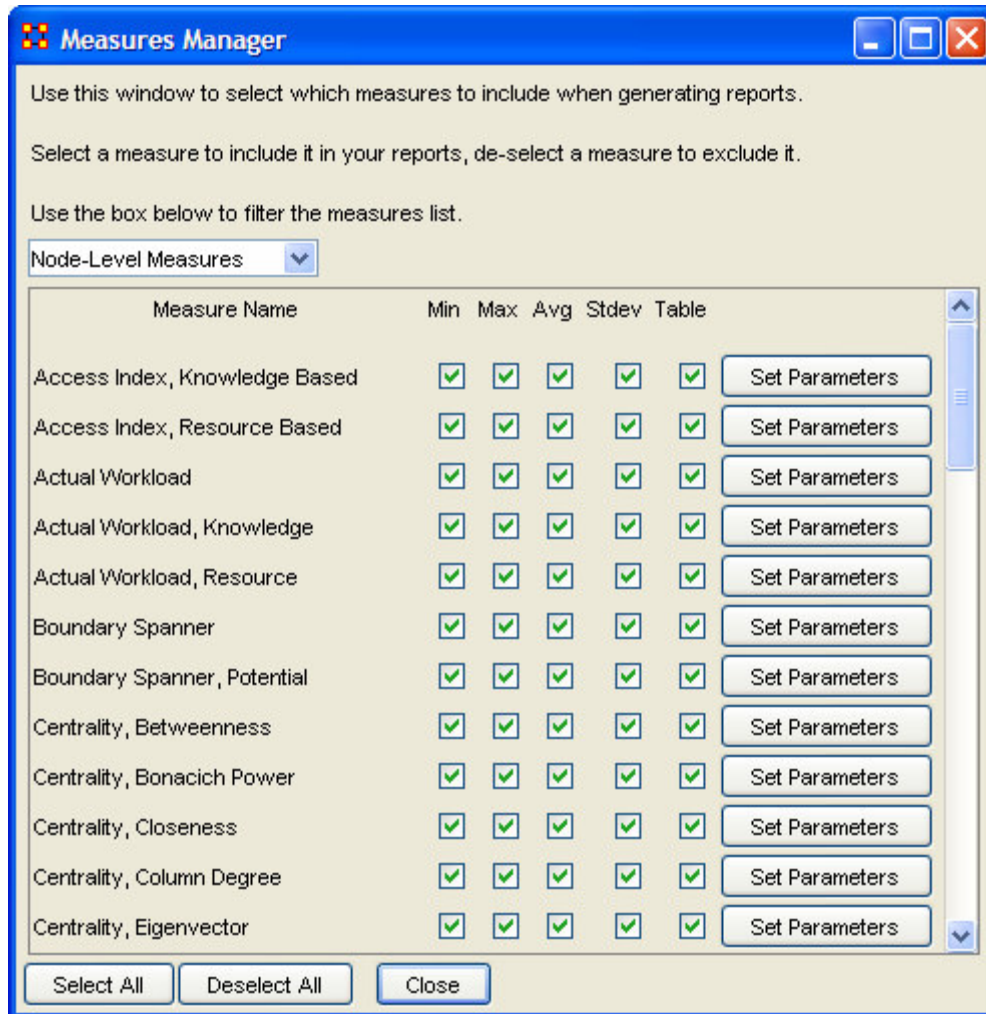 Measures Manager
Use this window to select which measures to include when generating reports.
Select a measure to include it in your reports, de-select a measure to exclude it.
Use the box below to filter the measures list.
Node-Level Measures
Measure Name Min Max Avg Stdev Table
Access Index, Knowledge Based Set Parameters
Access Index, Resource Based Set Parameters
Actual Workload Set Parameters
Actual Workload, Knowledge Set Parameters
Actual Workload, Resource Set Parameters
Boundary Spanner Set Parameters
Boundary Spanner, Potential Set Parameters
Centrality, Betweenness Set Parameters
Centrality, Bonacich Power Set Parameters
Centrality, Closeness Set Parameters
Centrality, Column Degree Set Parameters
Centrality, Eigenvector Set Parameters
Select All Deselect All Close